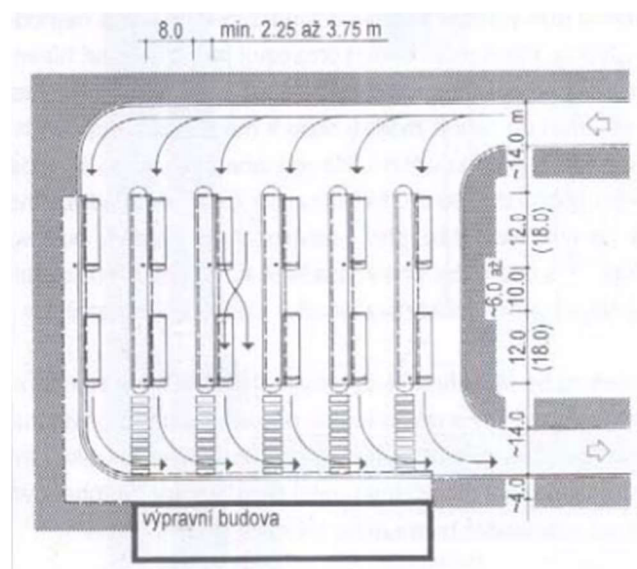 8.0 min. 2.25 až 3.75 m
~14.0 m
12.0
(18.0)
~6.0 až
10.0
12.0
(18.0)
~14.0
~4.0
výpravní budova